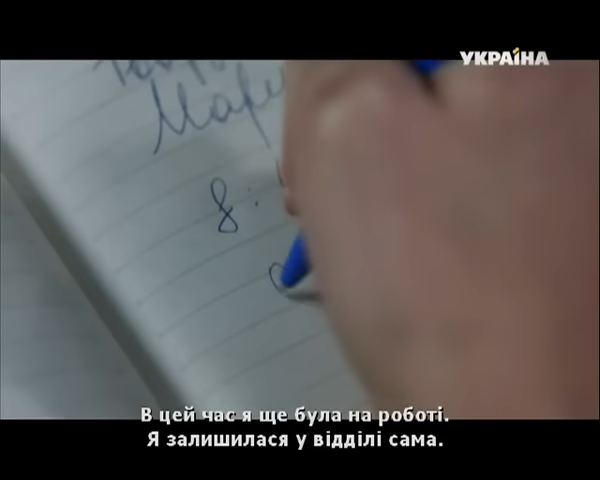 УКРАЇНА
8:
В цей час я ще була на роботі.
Я залишилася у відділі сама.